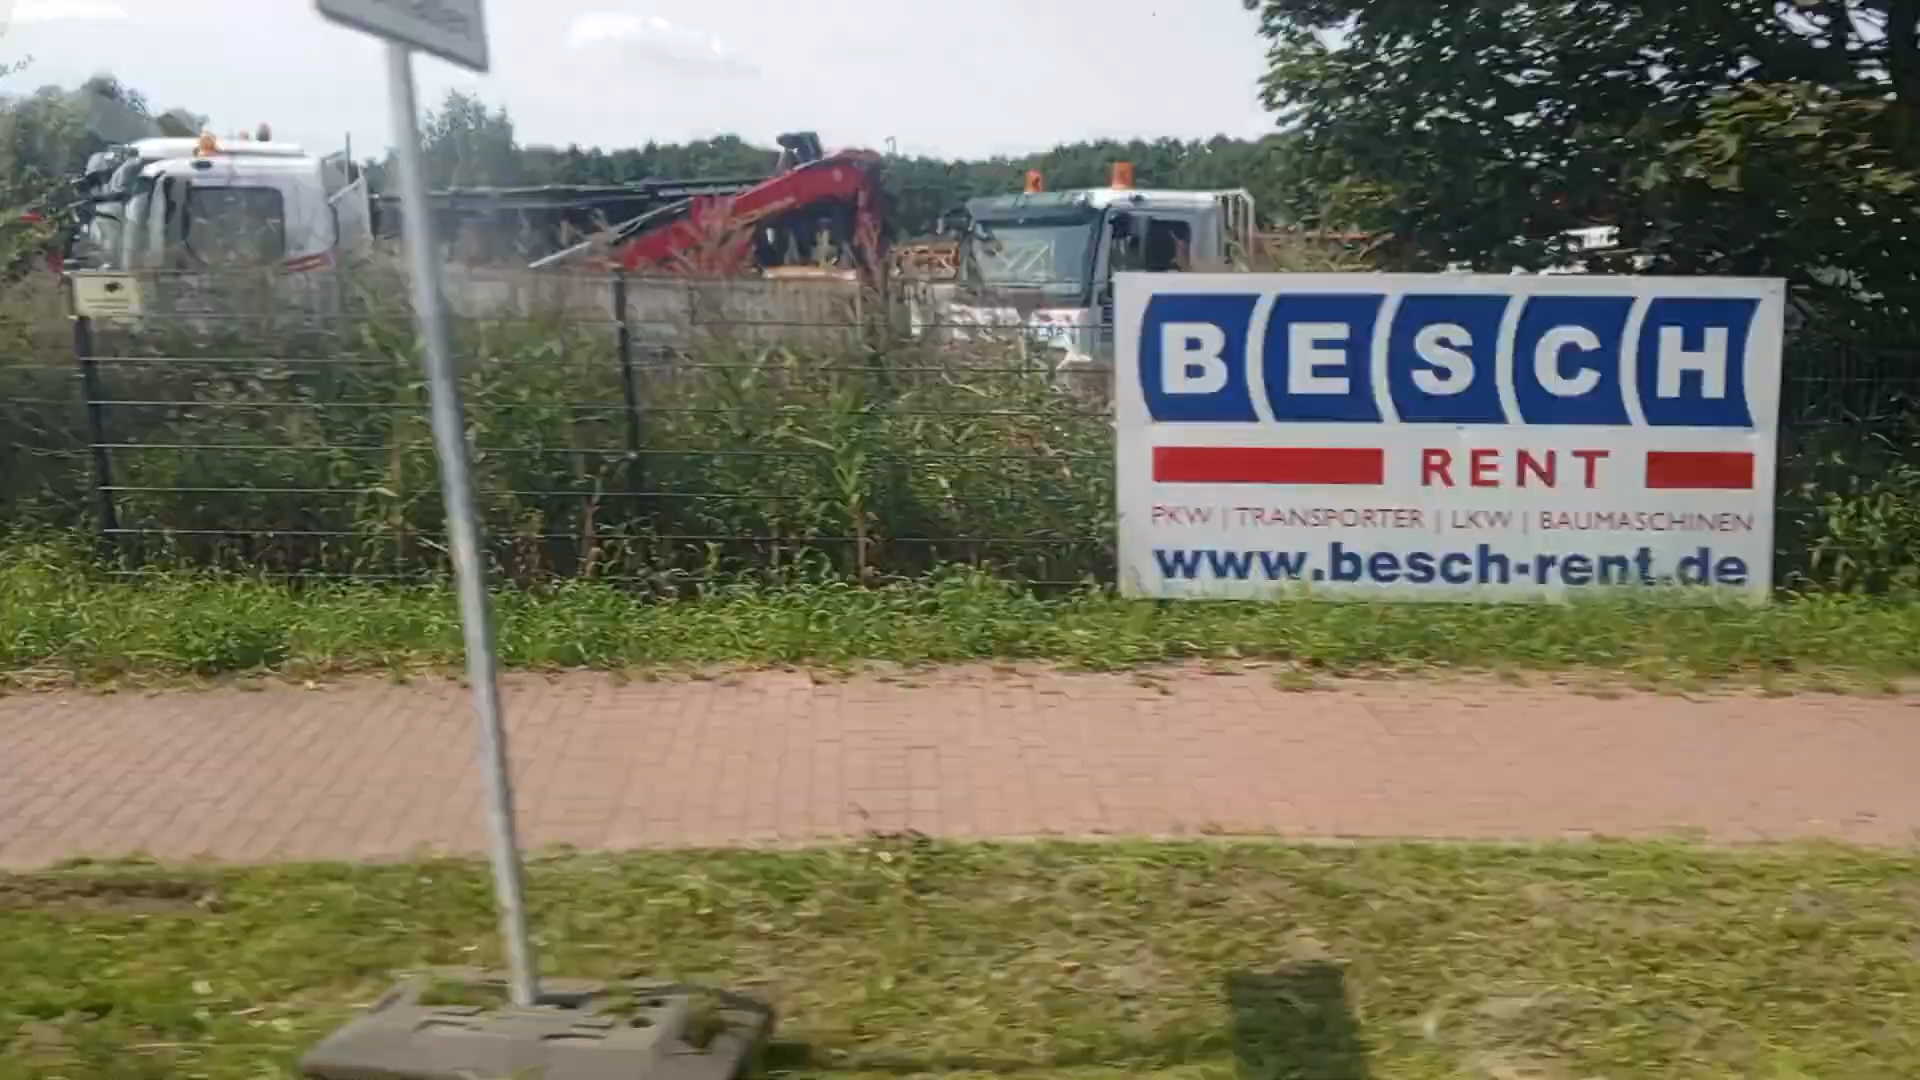 BESCH
RENT
PKW | TRANSPORTER | LKW | BAUMASCHINEN
www.besch-rent.de